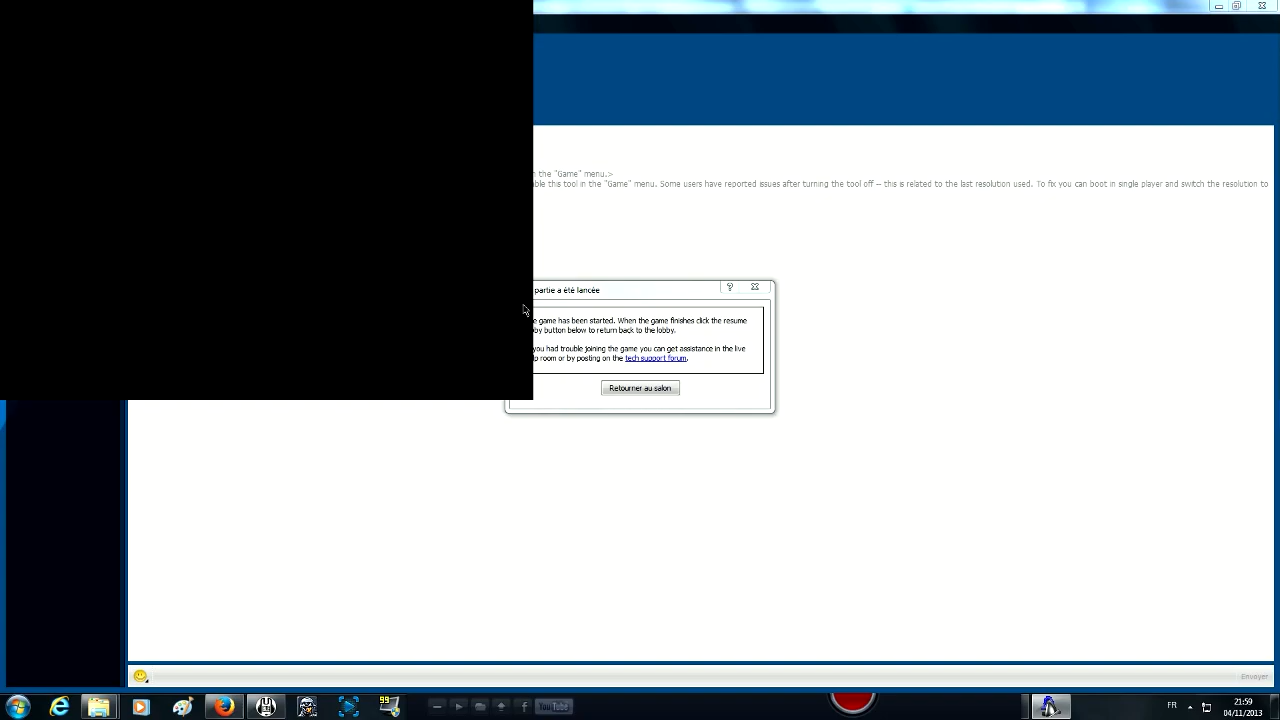 n the "Game" menu.>
ble this tool in the "Game" menu. Some users have reported issues after turning the tool off -- this is related to the last resolution used. To fix you can boot in single player and switch the resolution to
partie a été lancée
e game has been started. When the game finishes click the resume
by button below to return back to the lobby.
you had trouble joining the game you can get assistance in the live
lp room or by posting on the tech support forum.
Retourner au salon
Envoyer
99
You Tube
FR
21:59
04/11/2013